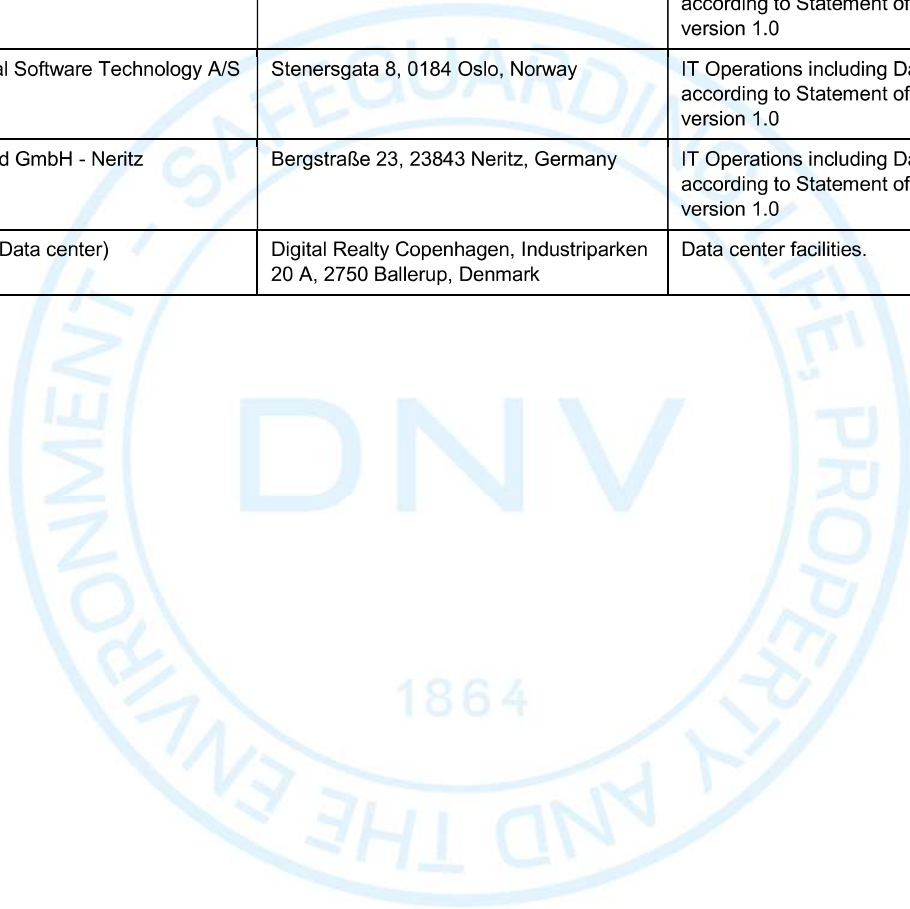 according to Statement of
version 1.0
Software Technology A/S
Stenersgata 8, 0184 Oslo, Norway
IT Operations including
according to Statement of
version 1.0
GmbH - Neritz
Bergstraße 23, 23843 Neritz, Germany
IT Operations including
according to Statement of
version 1.0
Data center)
Digital Realty Copenhagen, Industriparken
20 A, 2750 Ballerup, Denmark
Data center facilities.
SAFEGUARDING LIFE, PROPERTY AND THE ENVIRONMENT -
DNV
1864